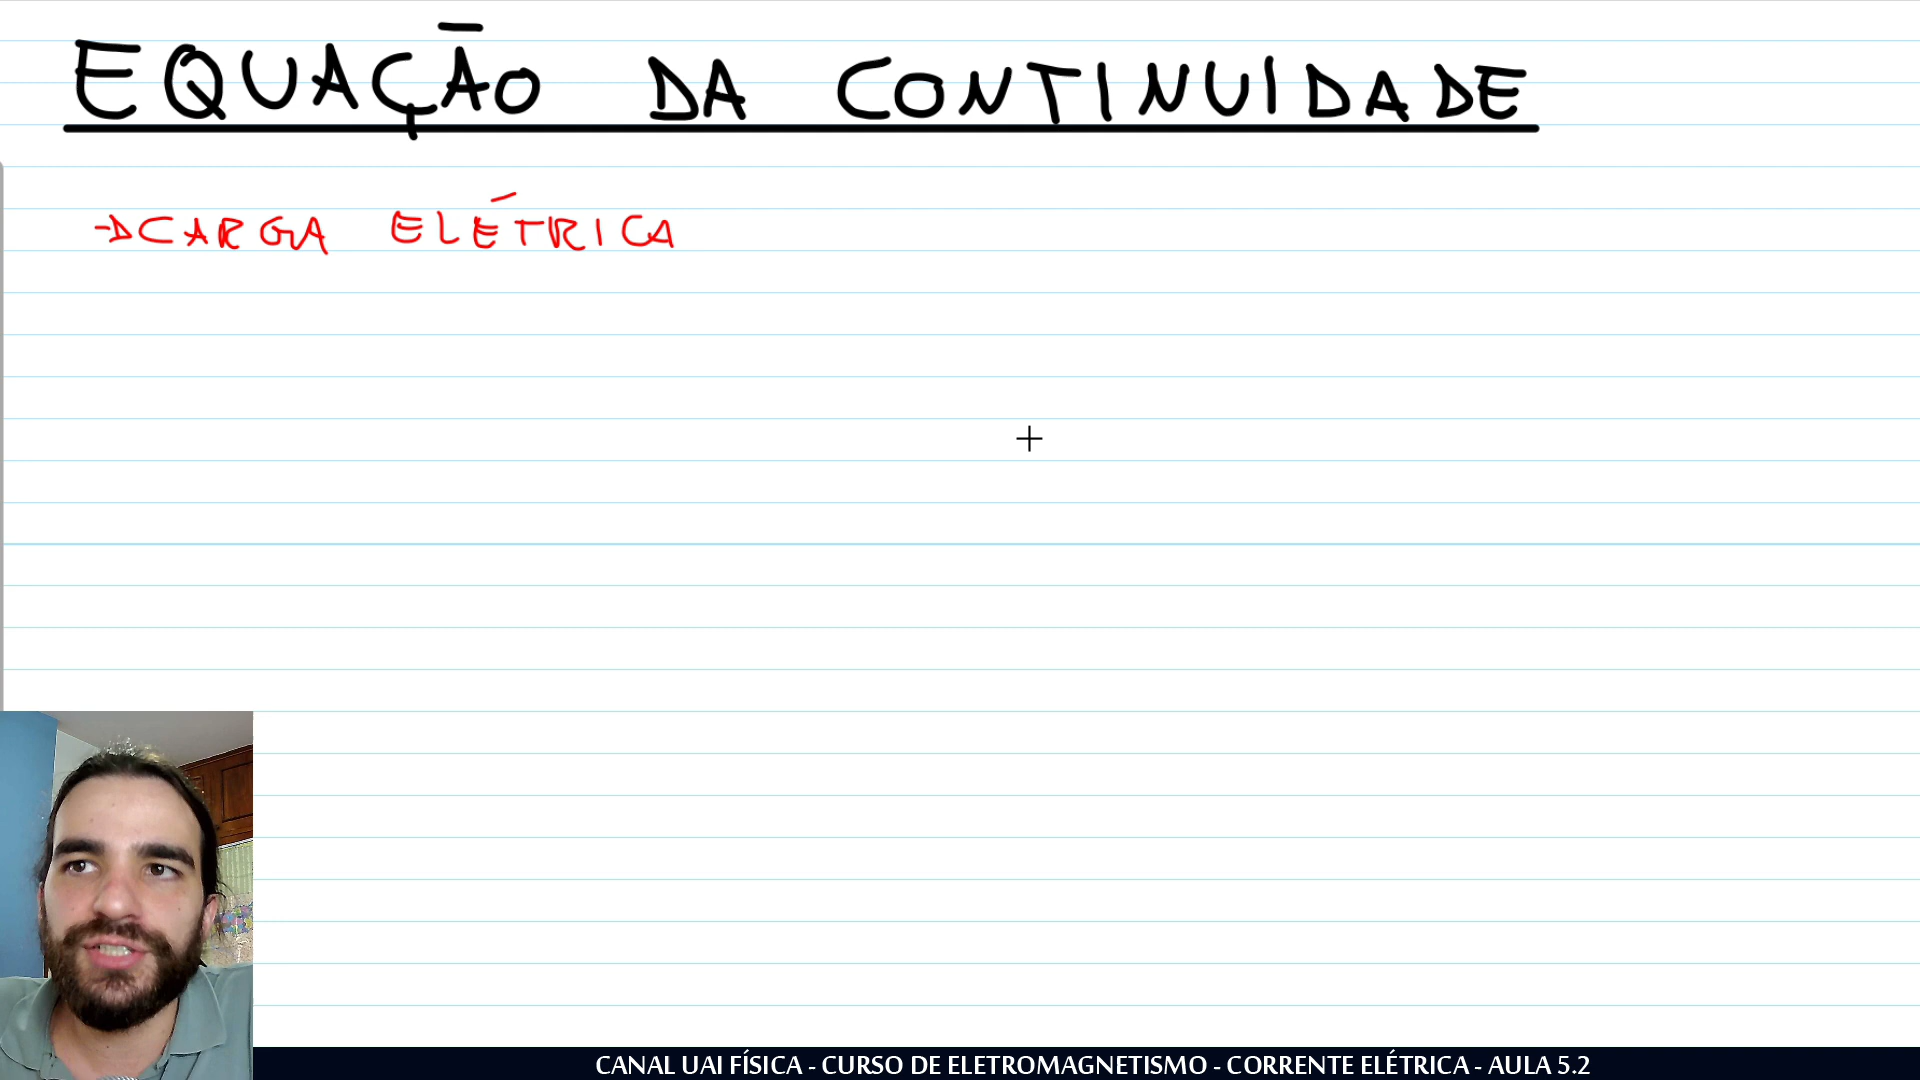 EQUAÇÃO DA CONTINUIDADE
→CARGA ELÉTRICA
CANAL UAI FÍSICA - CURSO DE ELETROMAGNETISMO - CORRENTE ELÉTRICA - AULA 5.2